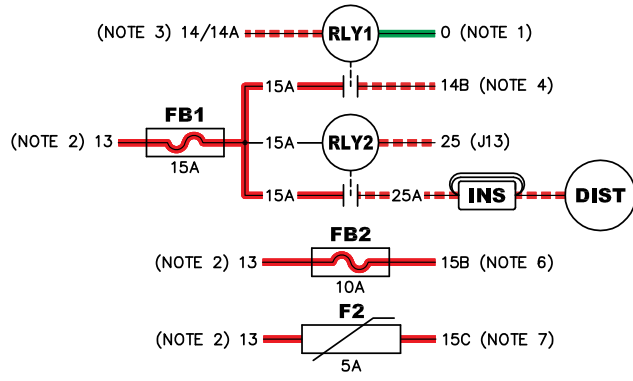 (NOTE 3) 14/14A RLY1 0 (NOTE 1)
15A 14B (NOTE 4)
FB1
(NOTE 2) 13 15A RLY2 25 (J13)
15A
15A 25A INS DIST
FB2
(NOTE 2) 13 15B (NOTE 6)
10A
F2
(NOTE 2) 13 15C (NOTE 7)
5A